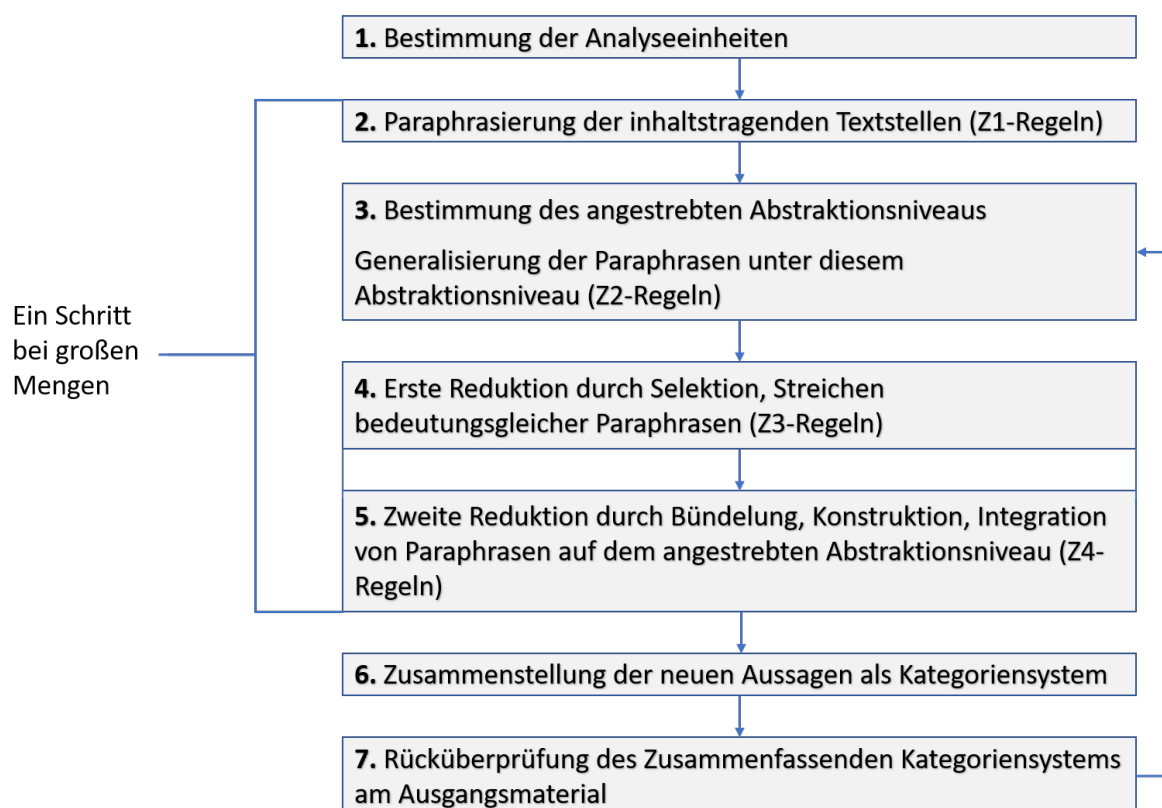 1. Bestimmung der Analyseeinheiten
2. Paraphrasierung der inhaltstragenden Textstellen (Z1-Regeln)
3. Bestimmung des angestrebten Abstraktionsniveaus
Generalisierung der Paraphrasen unter diesem
Abstraktionsniveau (Z2-Regeln)
Ein Schritt
bei großen
Mengen
4. Erste Reduktion durch Selektion, Streichen
bedeutungsgleicher Paraphrasen (Z3-Regeln)
5. Zweite Reduktion durch Bündelung, Konstruktion, Integration
von Paraphrasen auf dem angestrebten Abstraktionsniveau (Z4-
Regeln)
6. Zusammenstellung der neuen Aussagen als Kategoriensystem
7. Rücküberprüfung des Zusammenfassenden Kategoriensystems
am Ausgangsmaterial